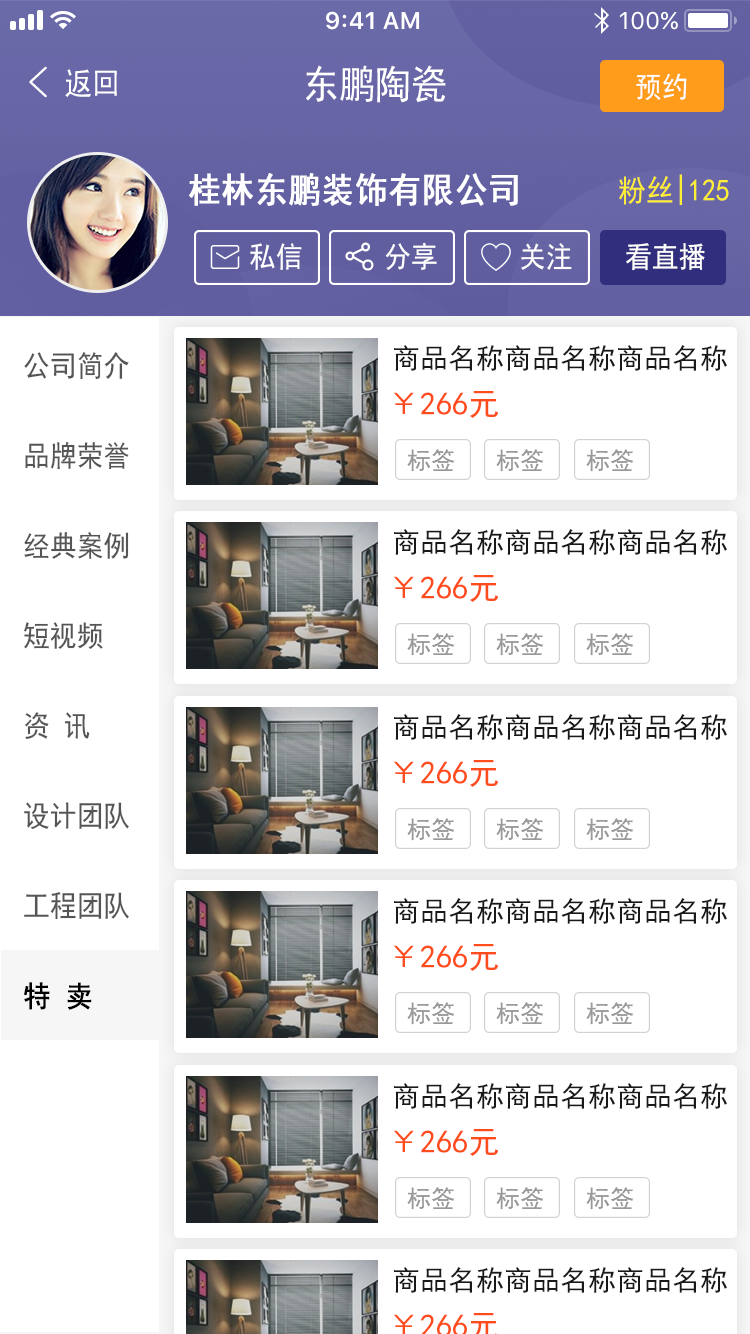 9:41 AM 100%
返回 东鹏陶瓷 预约
桂林东鹏装饰有限公司 粉丝|125
私信 分享 关注 看直播
公司简介
品牌荣誉
经典案例
短视频
资 讯
设计团队
工程团队
特 卖
商品名称商品名称商品名称
￥266元
标签 标签 标签
商品名称商品名称商品名称
￥266元
标签 标签 标签
商品名称商品名称商品名称
￥266元
标签 标签 标签
商品名称商品名称商品名称
￥266元
标签 标签 标签
商品名称商品名称商品名称
￥266元
标签 标签 标签
商品名称商品名称商品名称
￥266元